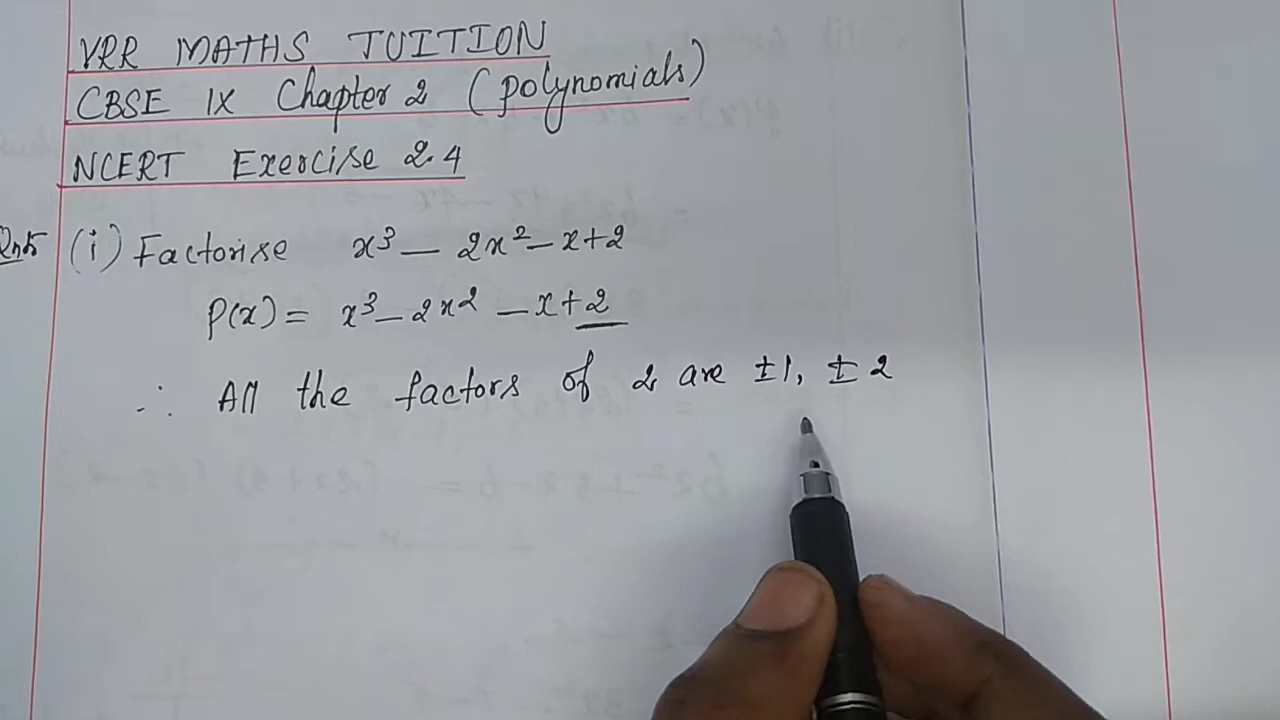 VRR MATHS TUITION
CBSE IX Chapter 2 (Polynomials)
NCERT Exercise 2.4
Qn5 (i) Factorise x³ — 2x² — x+2
P(x) = x³ — 2x² — x+2
∴ All the factors of 2 are ±1, ± 2